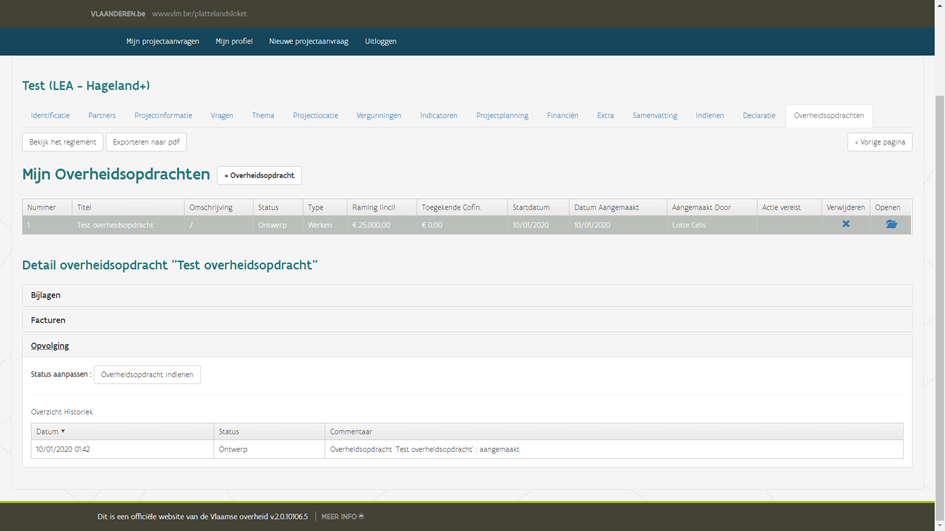 VLAANDEREN.be www.vlm.be/plattelandsloket
Mijn projectaanvragen Mijn profiel Nieuwe projectaanvraag Uitloggen
Test (LEA - Hageland+)
Identificatie Partners Projectinformatie Vragen Thema Projectlocatie Vergunningen Indicatoren Projectplanning Financiën Extra Samenvatting Indienen Declaratie Overheidsopdrachten
Bekijk het reglement Exporteren naar pdf < Vorige pagina
Mijn Overheidsopdrachten + Overheidsopdracht
Nummer Titel Omschrijving Status Type Raming (incl) Toegekende Cofin. Startdatum Datum Aangemaakt Aangemaakt Door Actie vereist Verwijderen Openen
1 Test overheidsopdracht / Ontwerp Werken € 25.000,00 € 0,00 10/01/2020 10/01/2020 Lotte Celis
Detail overheidsopdracht "Test overheidsopdracht"
Bijlagen
Facturen
Opvolging
Status aanpassen : Overheidsopdracht indienen
Overzicht Historiek
Datum Status Commentaar
10/01/2020 01:42 Ontwerp Overheidsopdracht 'Test overheidsopdracht' : aangemaakt
Dit is een officiële website van de Vlaamse overheid v.2.0.10106.5 MEER INFO